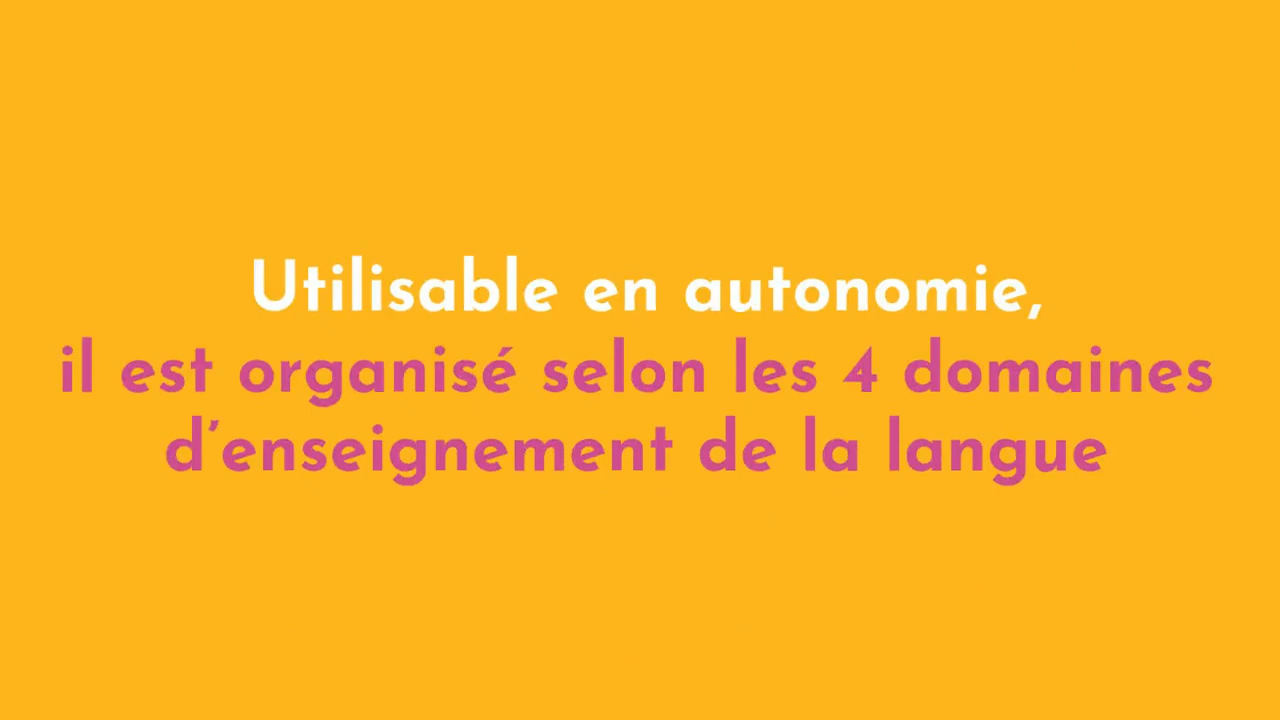 Utilisable en autonomie,
il est organisé selon les 4 domaines
d’enseignement de la langue